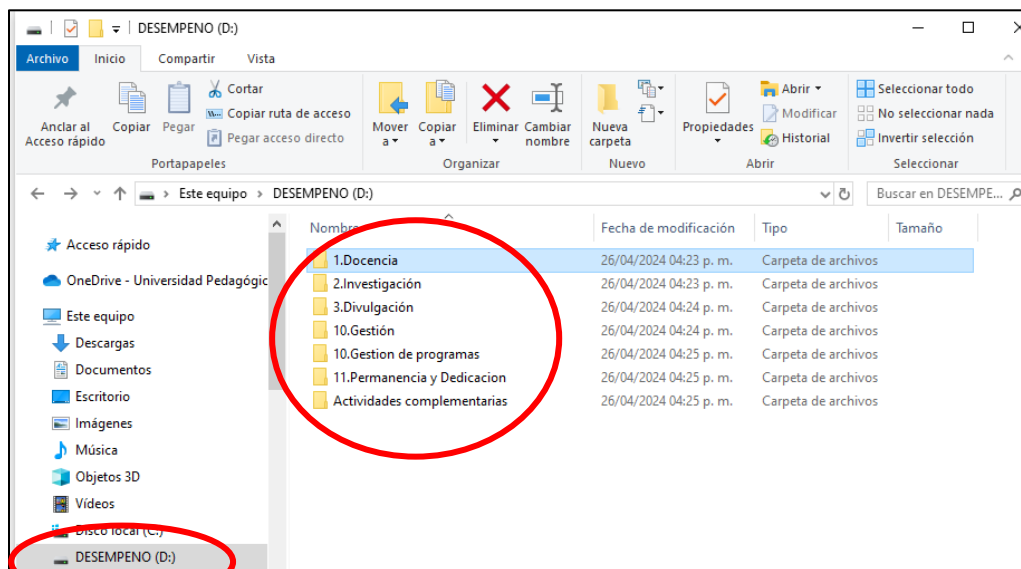 DESEMPENO (D:)
Archivo Inicio Compartir Vista
Anclar al Acceso rápido
Copiar
Pegar
Cortar
Copiar ruta de acceso
Pegar acceso directo
Portapapeles
Mover a
Copiar a
Eliminar
Cambiar nombre
Organizar
Nueva carpeta
Nuevo
Propiedades
Abrir
Modificar
Historial
Abrir
Seleccionar todo
No seleccionar nada
Invertir selección
Seleccionar
Este equipo > DESEMPENO (D:)
Buscar en DESEMPE...
Nombre Fecha de modificación Tipo Tamaño
1.Docencia 26/04/2024 04:23 p. m. Carpeta de archivos
2.Investigación 26/04/2024 04:23 p. m. Carpeta de archivos
3.Divulgación 26/04/2024 04:24 p. m. Carpeta de archivos
10.Gestión 26/04/2024 04:24 p. m. Carpeta de archivos
10.Gestion de programas 26/04/2024 04:25 p. m. Carpeta de archivos
11.Permanencia y Dedicacion 26/04/2024 04:25 p. m. Carpeta de archivos
Actividades complementarias 26/04/2024 04:25 p. m. Carpeta de archivos
Acceso rápido
OneDrive - Universidad Pedagógic
Este equipo
Descargas
Documentos
Escritorio
Imágenes
Música
Objetos 3D
Vídeos
Disco local (C:)
DESEMPENO (D:)